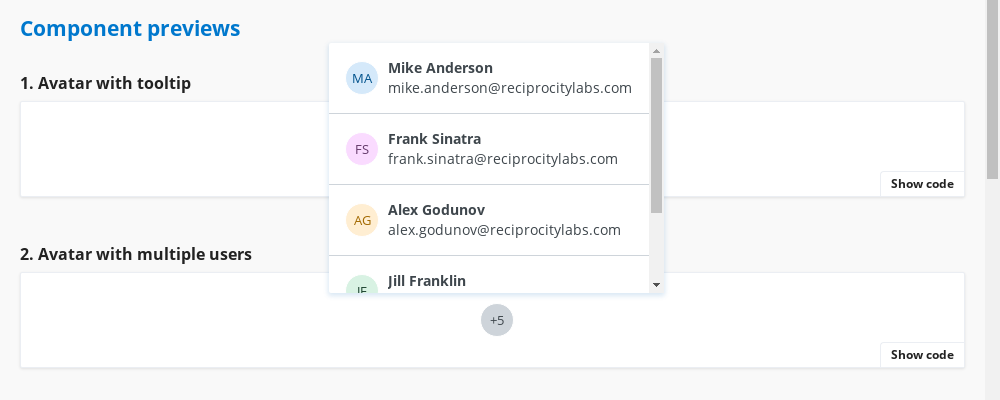 Component previews
1. Avatar with tooltip
MA
Mike Anderson
mike.anderson@reciprocitylabs.com
FS
Frank Sinatra
frank.sinatra@reciprocitylabs.com
Show code
AG
Alex Godunov
alex.godunov@reciprocitylabs.com
2. Avatar with multiple users
JF
Jill Franklin
+5
Show code